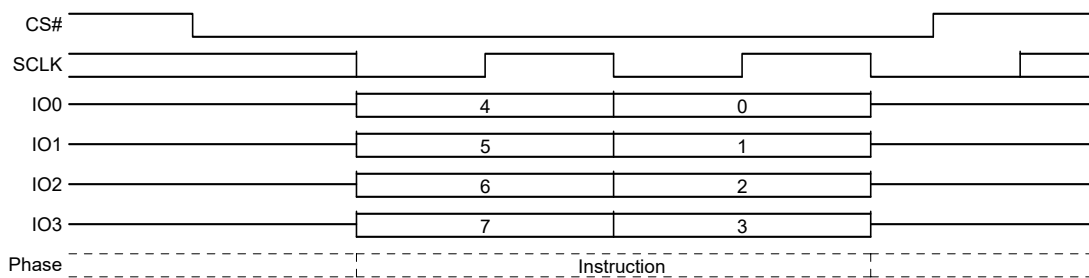 CS#
SCLK
IO0 4 0
IO1 5 1
IO2 6 2
IO3 7 3
Phase Instruction